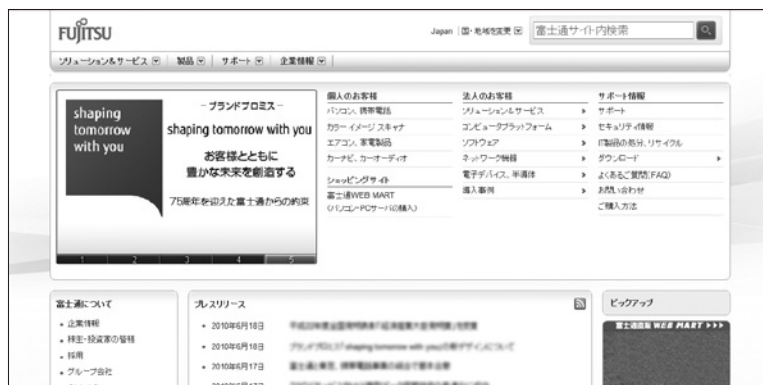 FUJITSU
Japan | 国・地域を変更
富士通サイト内検索
ソリューション&サービス 製品 サポート 企業情報
shaping
tomorrow
with you
－ブランドプロミス－
shaping tomorrow with you
お客様とともに
豊かな未来を創造する
75周年を迎えた富士通からの約束
1 2 3 4 5
個人のお客様
パソコン、携帯電話
カラー イメージ スキャナ
エアコン、家電製品
カーナビ、カーオーディオ
ショッピングサイト
富士通WEB MART
(パソコン・PCサーバの購入)
法人のお客様
ソリューション&サービス
コンピュータプラットフォーム
ソフトウェア
ネットワーク機器
電子デバイス、半導体
導入事例
サポート情報
サポート
セキュリティ情報
IT製品の処分、リサイクル
ダウンロード
よくあるご質問(FAQ)
お問い合わせ
ご購入方法
富士通について
企業情報
株主・投資家の皆様
採用
グループ会社
プレスリリース
2010年6月18日
2010年6月18日
2010年6月17日
2010年6月17日
ピックアップ
富士通直販 WEB MART